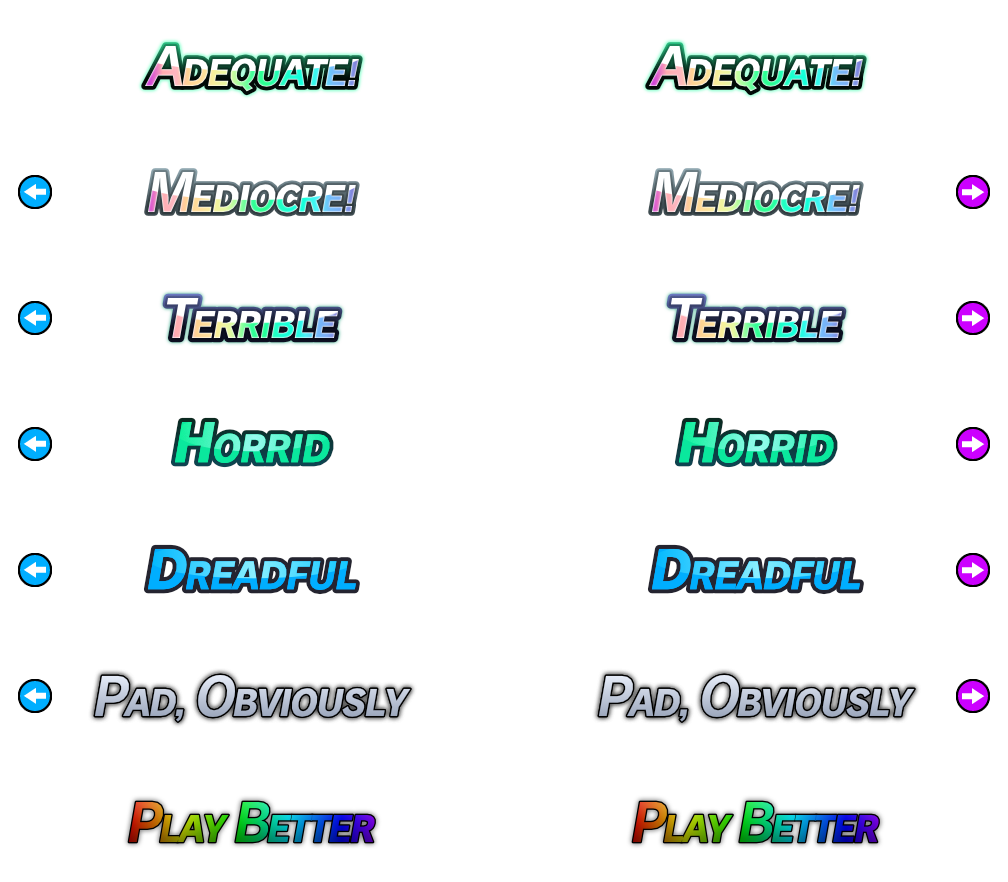 ADEQUATE! ADEQUATE!
MEDIOCRE! MEDIOCRE!
TERRIBLE TERRIBLE
HORRID HORRID
DREADFUL DREADFUL
PAD, OBVIOUSLY PAD, OBVIOUSLY
PLAY BETTER PLAY BETTER